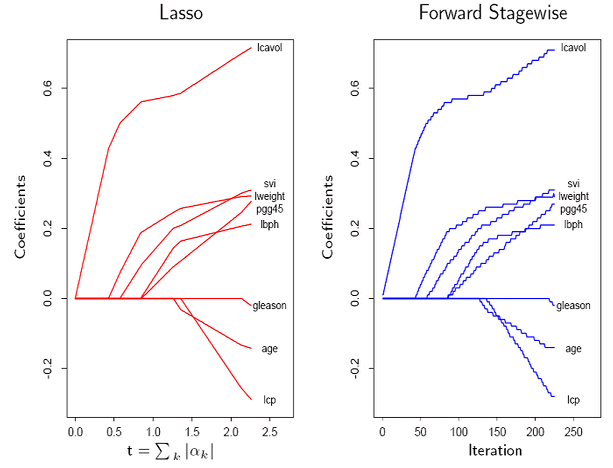 Lasso
Forward Stagewise
Coefficients
0.6
0.4
0.2
0.0
-0.2
lcavol
svi
lweight
pgg45
lbph
gleason
age
lcp
0.0 0.5 1.0 1.5 2.0 2.5
t = ∑ₖ |αₖ|
Coefficients
0.6
0.4
0.2
0.0
-0.2
lcavol
svi
lweight
pgg45
lbph
gleason
age
lcp
0 50 100 150 200 250
Iteration